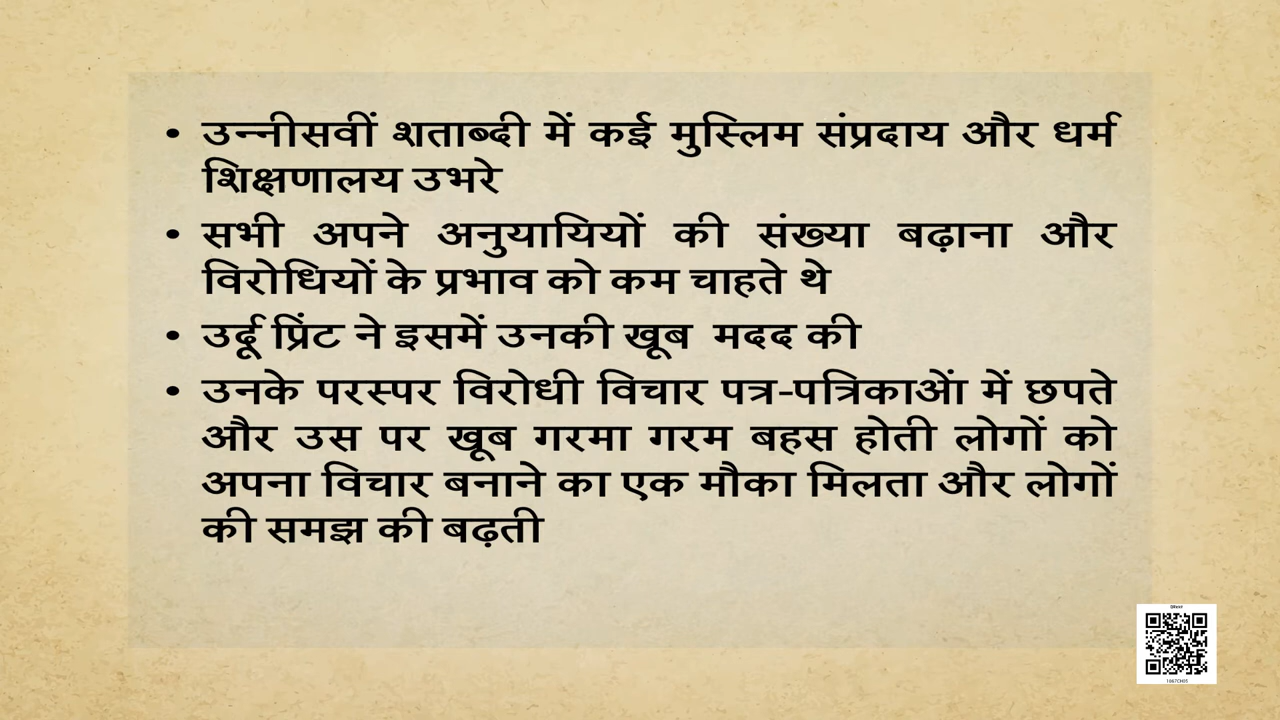 • उन्नीसवीं शताब्दी में कई मुस्लिम संप्रदाय और धर्म
शिक्षणालय उभरे
• सभी अपने अनुयायियों की संख्या बढ़ाना और
विरोधियों के प्रभाव को कम चाहते थे
• उर्दू प्रिंट ने इसमें उनकी खूब मदद की
• उनके परस्पर विरोधी विचार पत्र-पत्रिकाओं में छपते
और उस पर खूब गरमा गरम बहस होती लोगों को
अपना विचार बनाने का एक मौका मिलता और लोगों
की समझ की बढ़ती